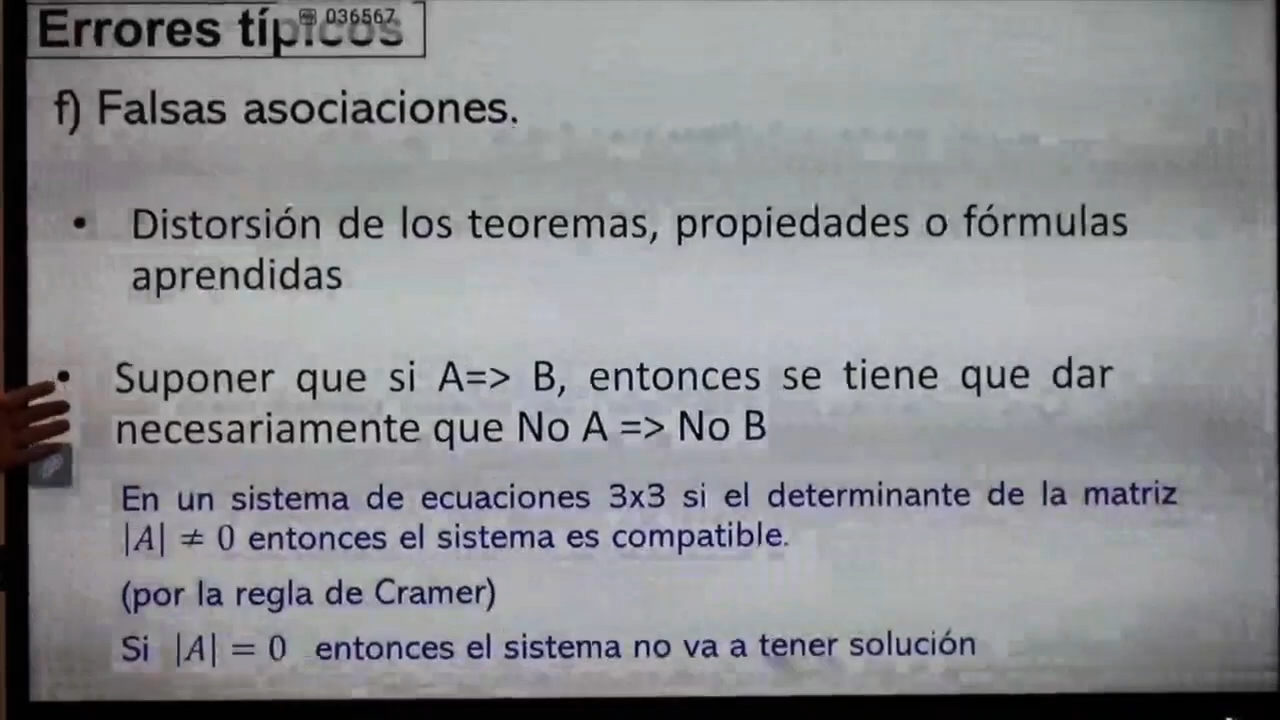 Errores típicos
036567
f) Falsas asociaciones.
• Distorsión de los teoremas, propiedades o fórmulas
aprendidas
• Suponer que si A=> B, entonces se tiene que dar
necesariamente que No A => No B
En un sistema de ecuaciones 3x3 si el determinante de la matriz
|A| ≠ 0 entonces el sistema es compatible.
(por la regla de Cramer)
Si |A| = 0 entonces el sistema no va a tener solución